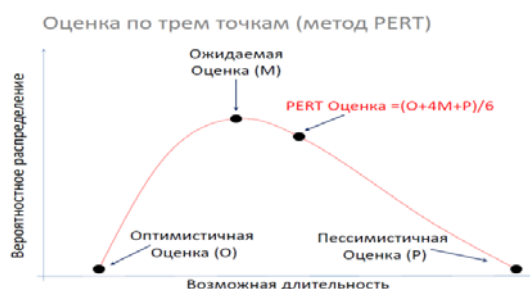 Оценка по трем точкам (метод PERT)
Ожидаемая
Оценка (М)
PERT Оценка =(O+4M+P)/6
Вероятностное распределение
Оптимистичная
Оценка (О)
Пессимистичная
Оценка (Р)
Возможная длительность